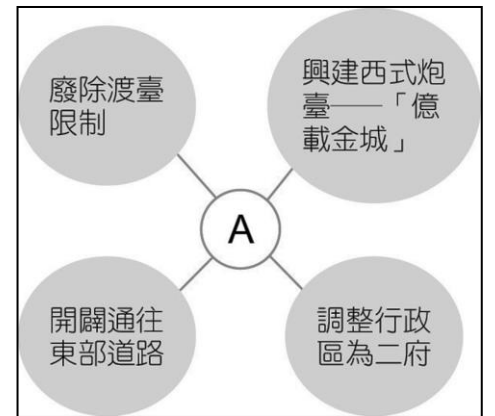 廢除渡臺
限制
興建西式炮
臺——「億
載金城」
A
開闢通往
東部道路
調整行政
區為二府